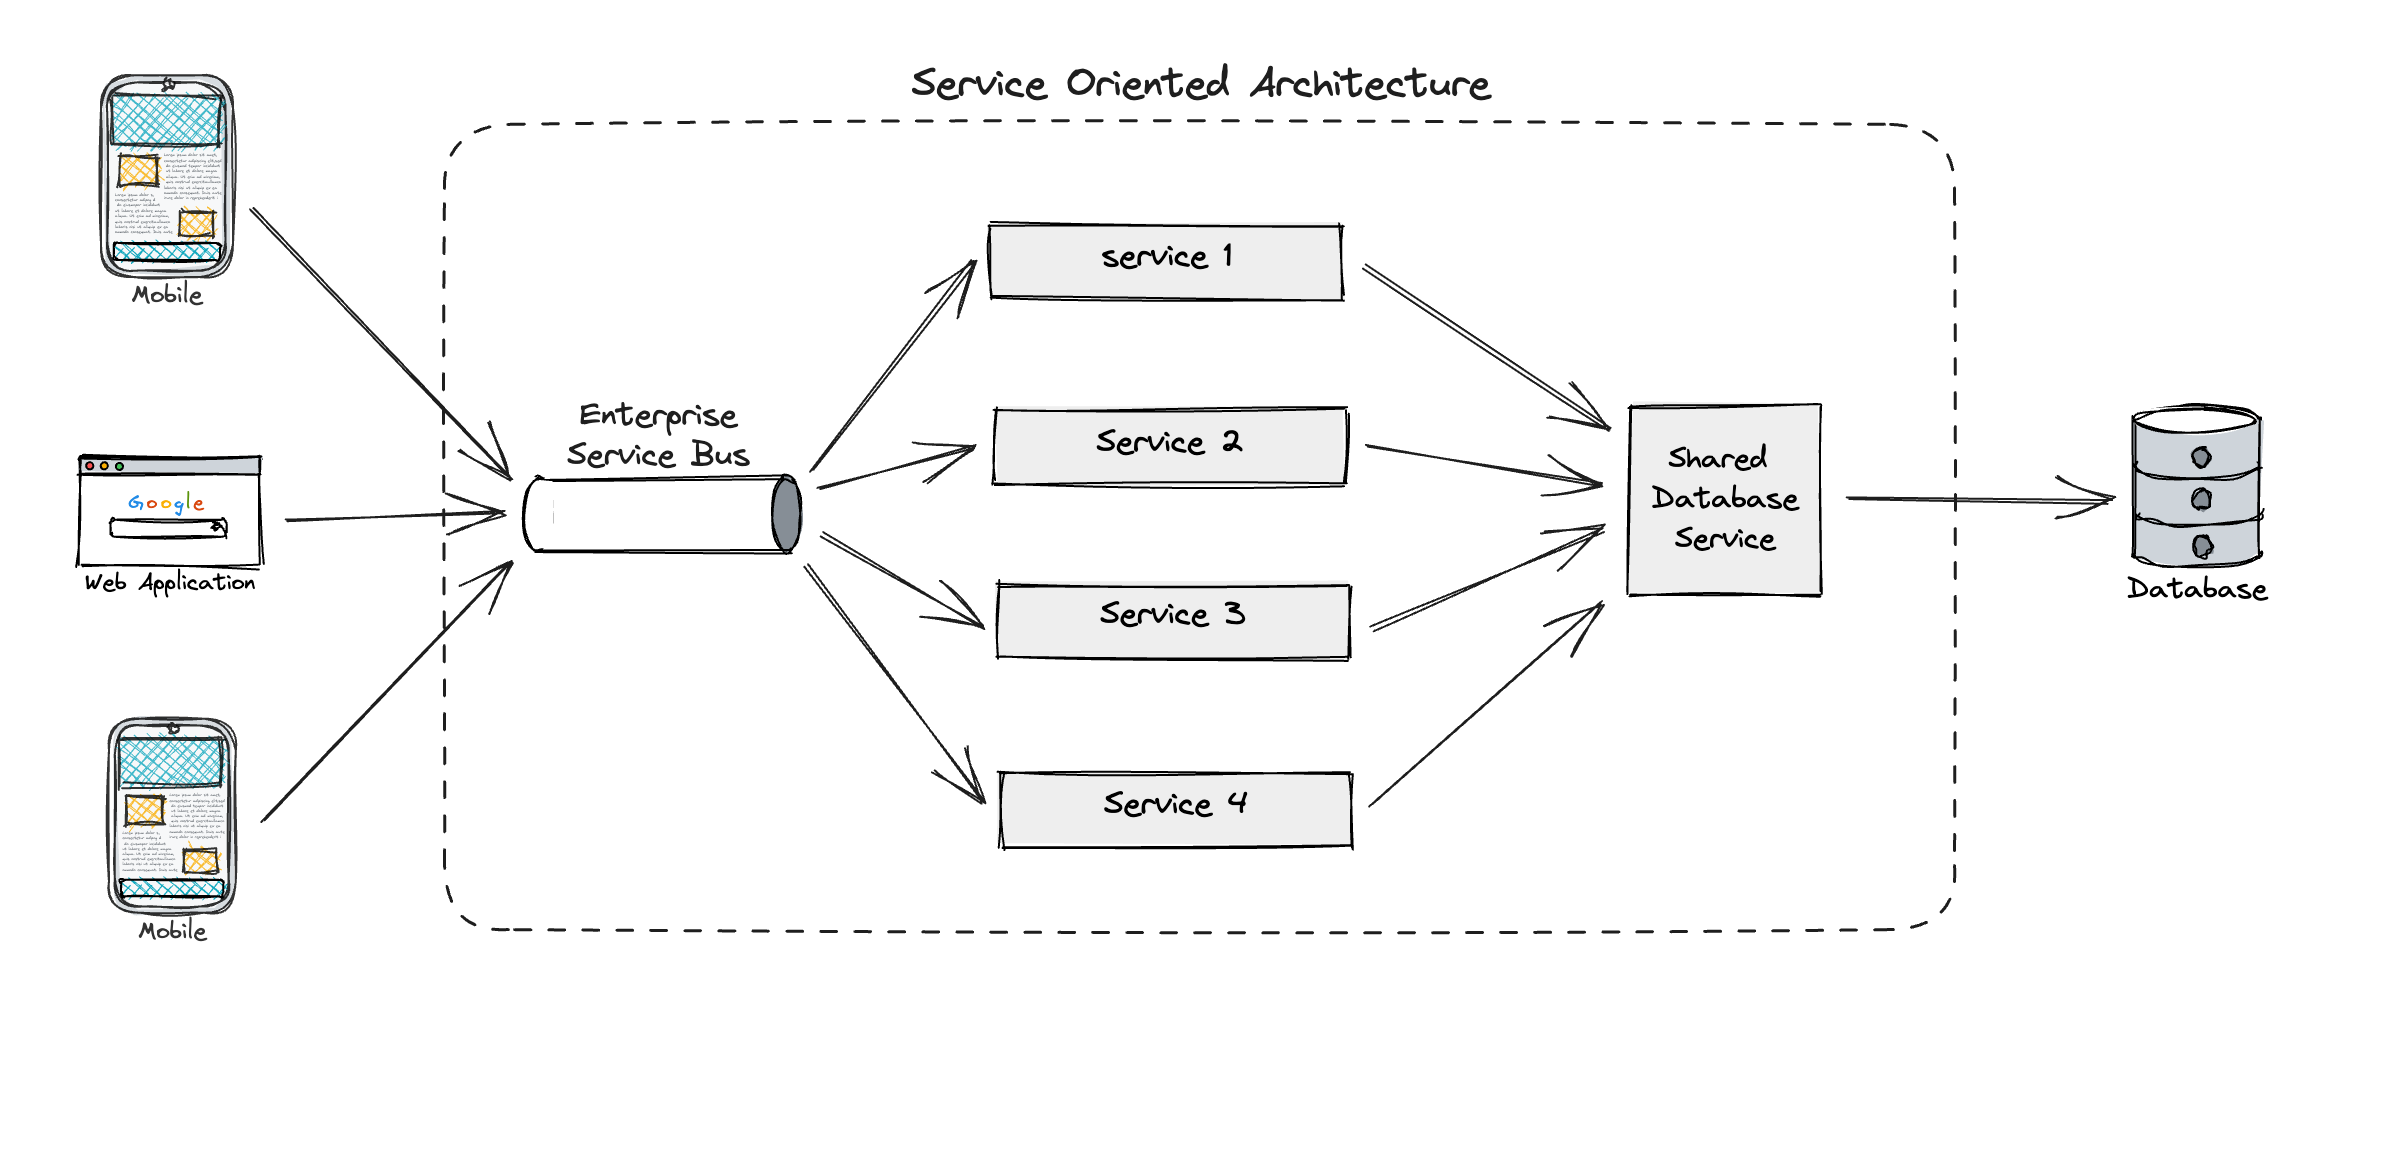 Service Oriented Architecture
Mobile
Enterprise
Service Bus
Google
Web Application
Mobile
service 1
Service 2
Service 3
Service 4
Shared
Database
Service
Database